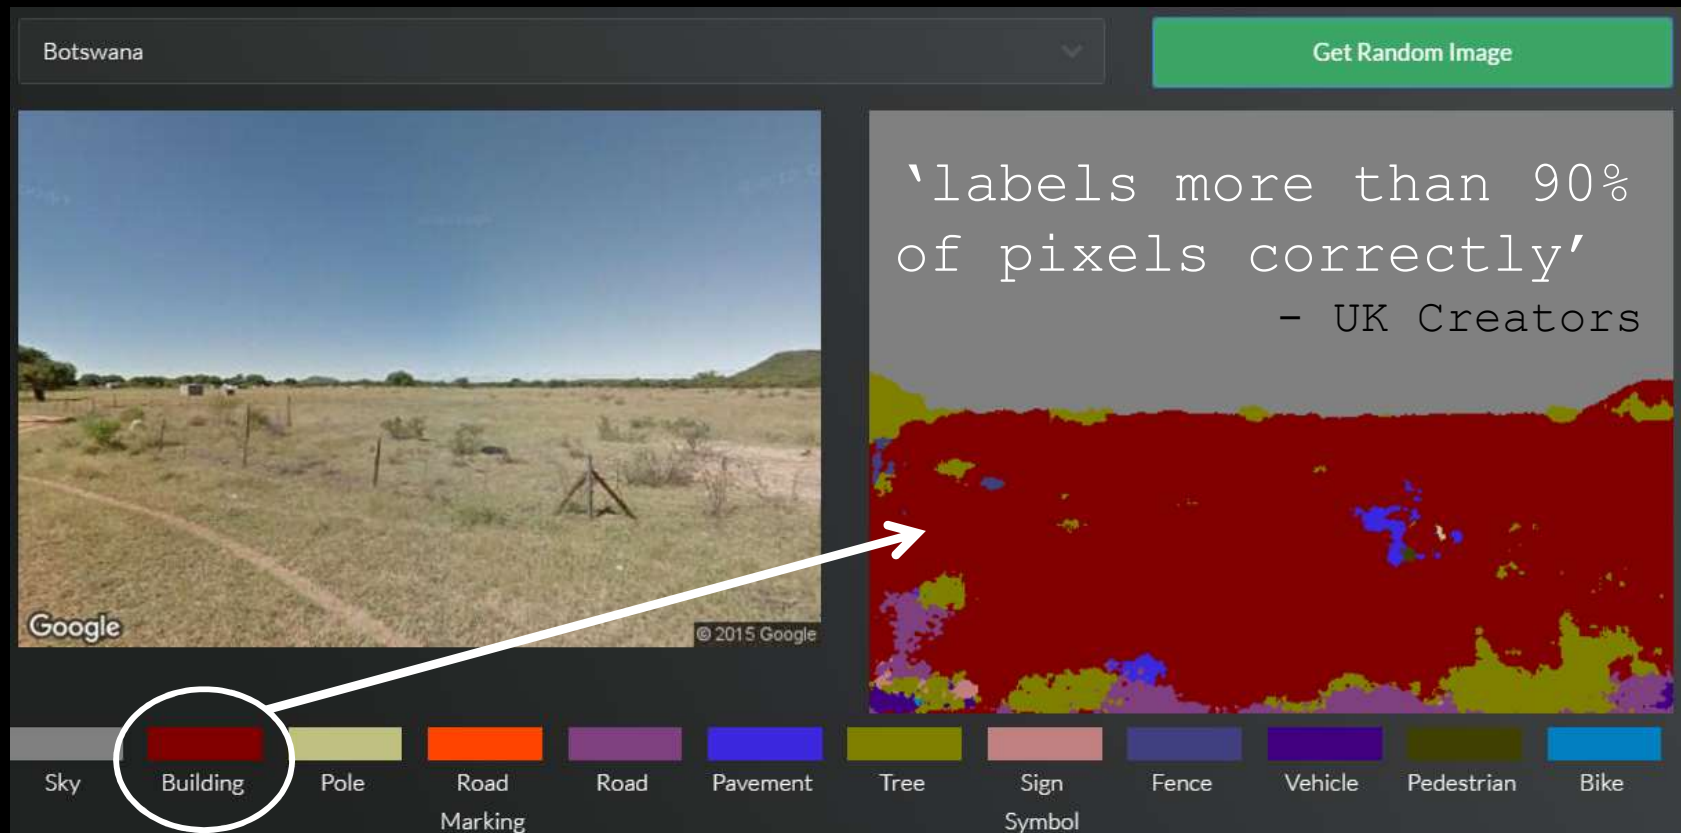 Botswana
Get Random Image
‘labels more than 90%
of pixels correctly’
- UK Creators
Google
© 2015 Google
Sky
Building
Pole
Road
Marking
Road
Pavement
Tree
Sign
Symbol
Fence
Vehicle
Pedestrian
Bike